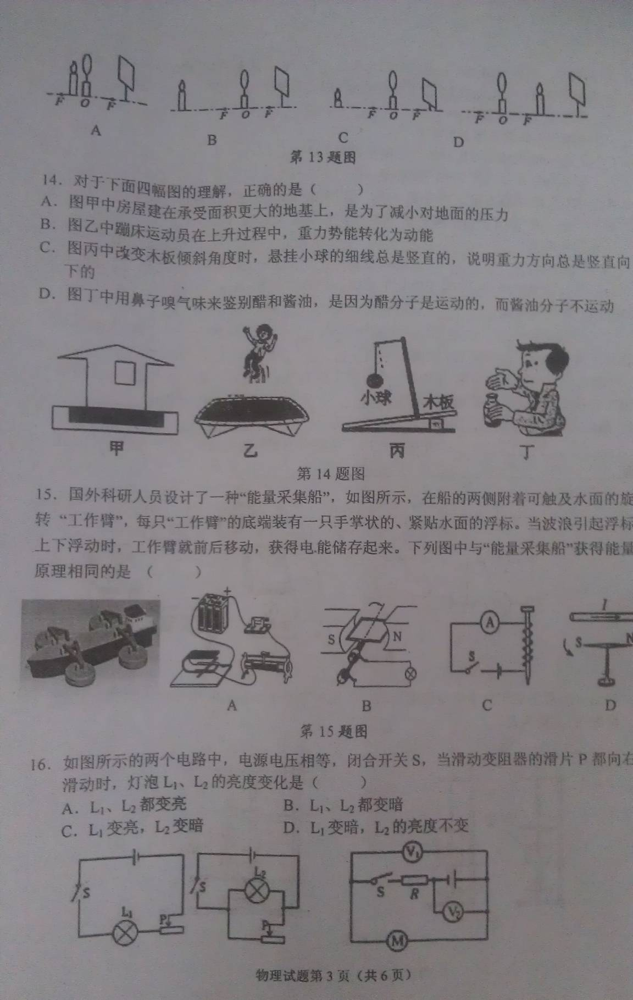 F O F
F O F
F O F
F O F
A B C D
第 13 题图
14．对于下面四幅图的理解，正确的是（ ）
A．图甲中房屋建在承受面积更大的地基上，是为了减小对地面的压力
B．图乙中蹦床运动员在上升过程中，重力势能转化为动能
C．图丙中改变木板倾斜角度时，悬挂小球的细线总是竖直的，说明重力方向总是竖直向
下的
D．图丁中用鼻子嗅气味来鉴别醋和酱油，是因为醋分子是运动的，而酱油分子不运动
小球 木板
甲 乙 丙 丁
第 14 题图
15．国外科研人员设计了一种“能量采集船”，如图所示，在船的两侧附着可触及水面的旋
转 “工作臂”，每只“工作臂”的底端装有一只手掌状的、紧贴水面的浮标。当波浪引起浮标
上下浮动时，工作臂就前后移动，获得电能储存起来。下列图中与“能量采集船”获得能量
原理相同的是 （ ）
− +
S N
A
S
I
S N
A B C D
第 15 题图
16．如图所示的两个电路中，电源电压相等，闭合开关 S，当滑动变阻器的滑片 P 都向右
滑动时，灯泡 L₁、L₂ 的亮度变化是（ ）
A．L₁、L₂ 都变亮 B．L₁、L₂ 都变暗
C．L₁ 变亮，L₂ 变暗 D．L₁ 变暗，L₂ 的亮度不变
S L₁ P
S L₂ P
V₁
S R
V₂
M
物理试题第 3 页（共 6 页）